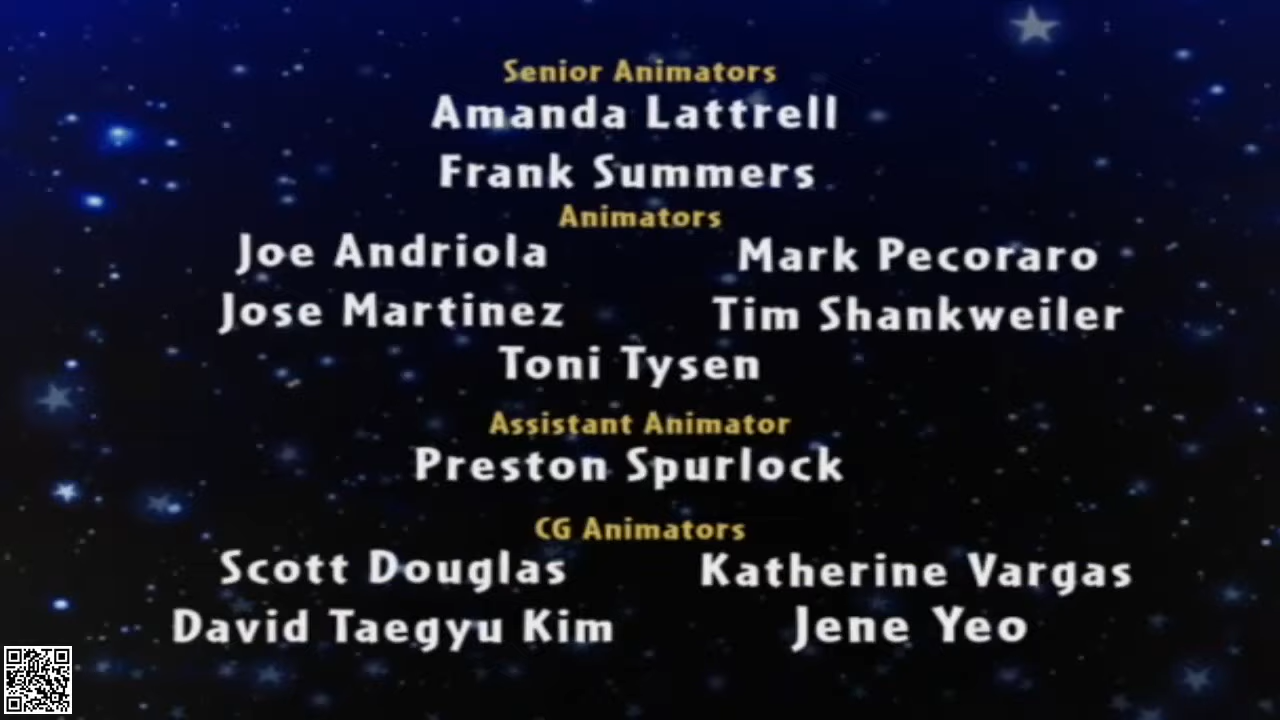 Senior Animators
Amanda Lattrell
Frank Summers
Animators
Joe Andriola Mark Pecoraro
Jose Martinez Tim Shankweiler
Toni Tysen
Assistant Animator
Preston Spurlock
CG Animators
Scott Douglas Katherine Vargas
David Taegyu Kim Jene Yeo